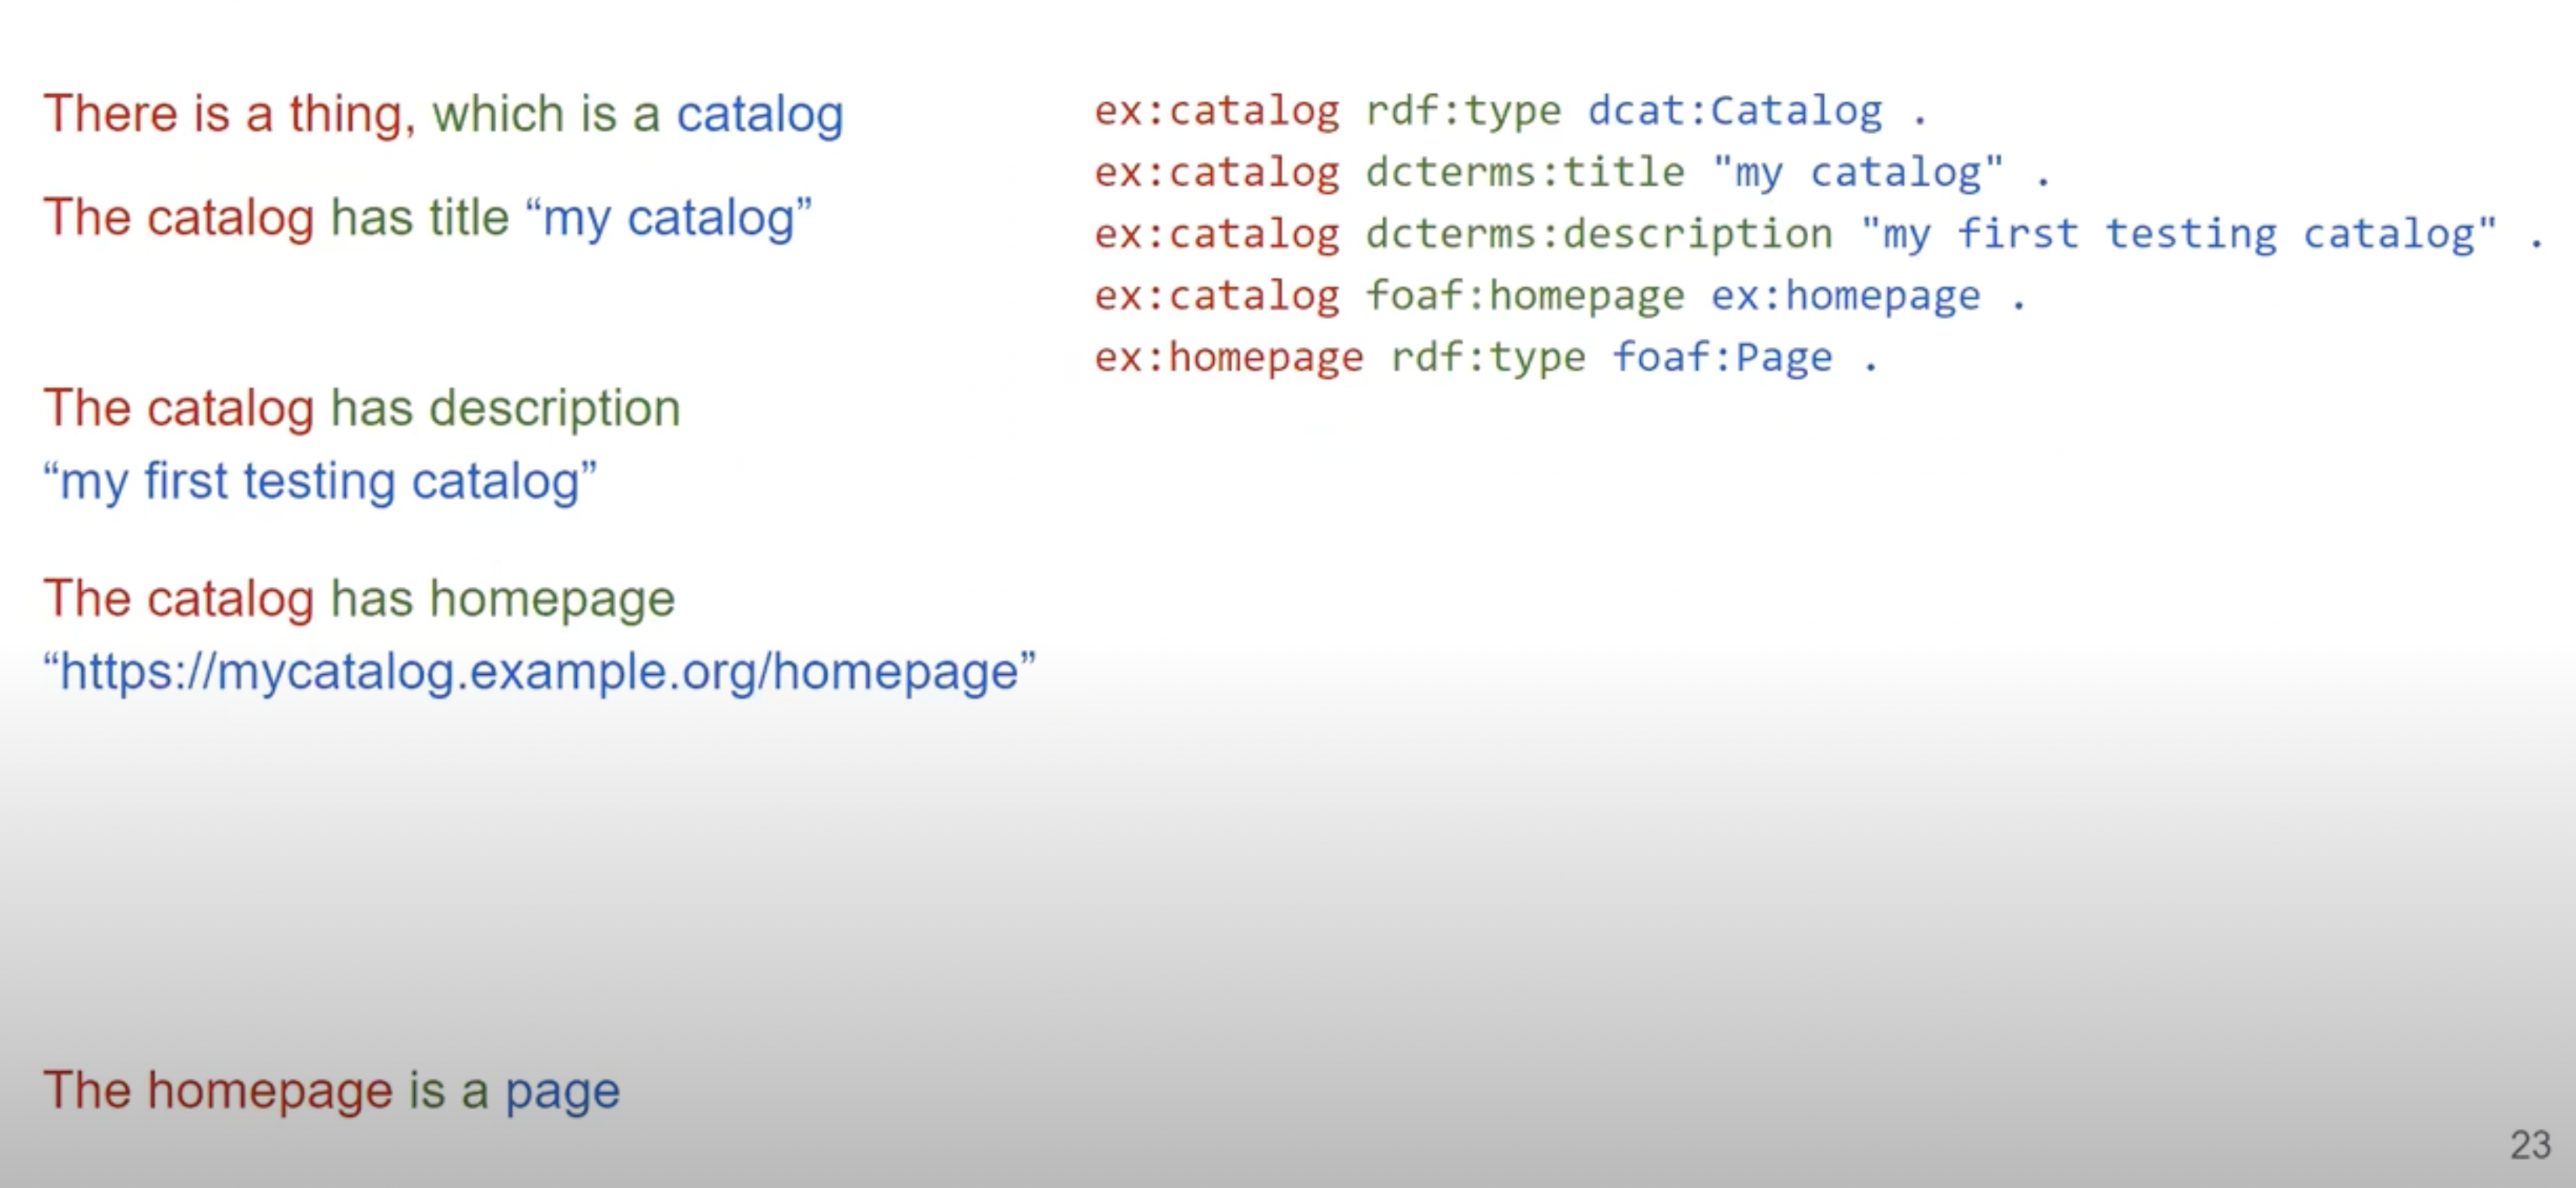 There is a thing, which is a catalog
The catalog has title “my catalog”
The catalog has description
“my first testing catalog”
The catalog has homepage
“https://mycatalog.example.org/homepage”
The homepage is a page
ex:catalog rdf:type dcat:Catalog .
ex:catalog dcterms:title "my catalog" .
ex:catalog dcterms:description "my first testing catalog" .
ex:catalog foaf:homepage ex:homepage .
ex:homepage rdf:type foaf:Page .
23